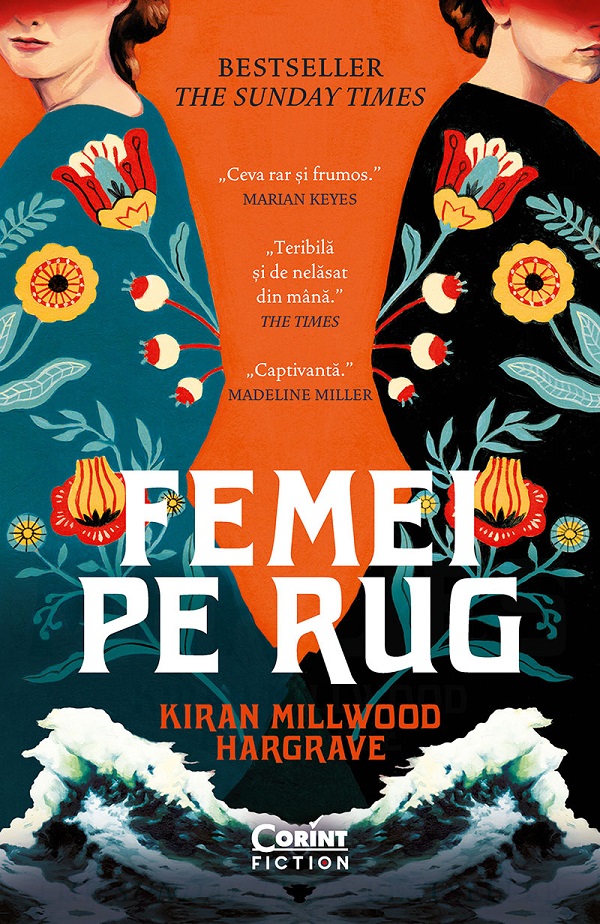 BESTSELLER
THE SUNDAY TIMES
„Ceva rar și frumos.”
MARIAN KEYES
„Teribilă
și de nelăsat
din mână.”
THE TIMES
„Captivantă.”
MADELINE MILLER
FEMEI
PE RUG
KIRAN MILLWOOD
HARGRAVE
CORINT
FICTION